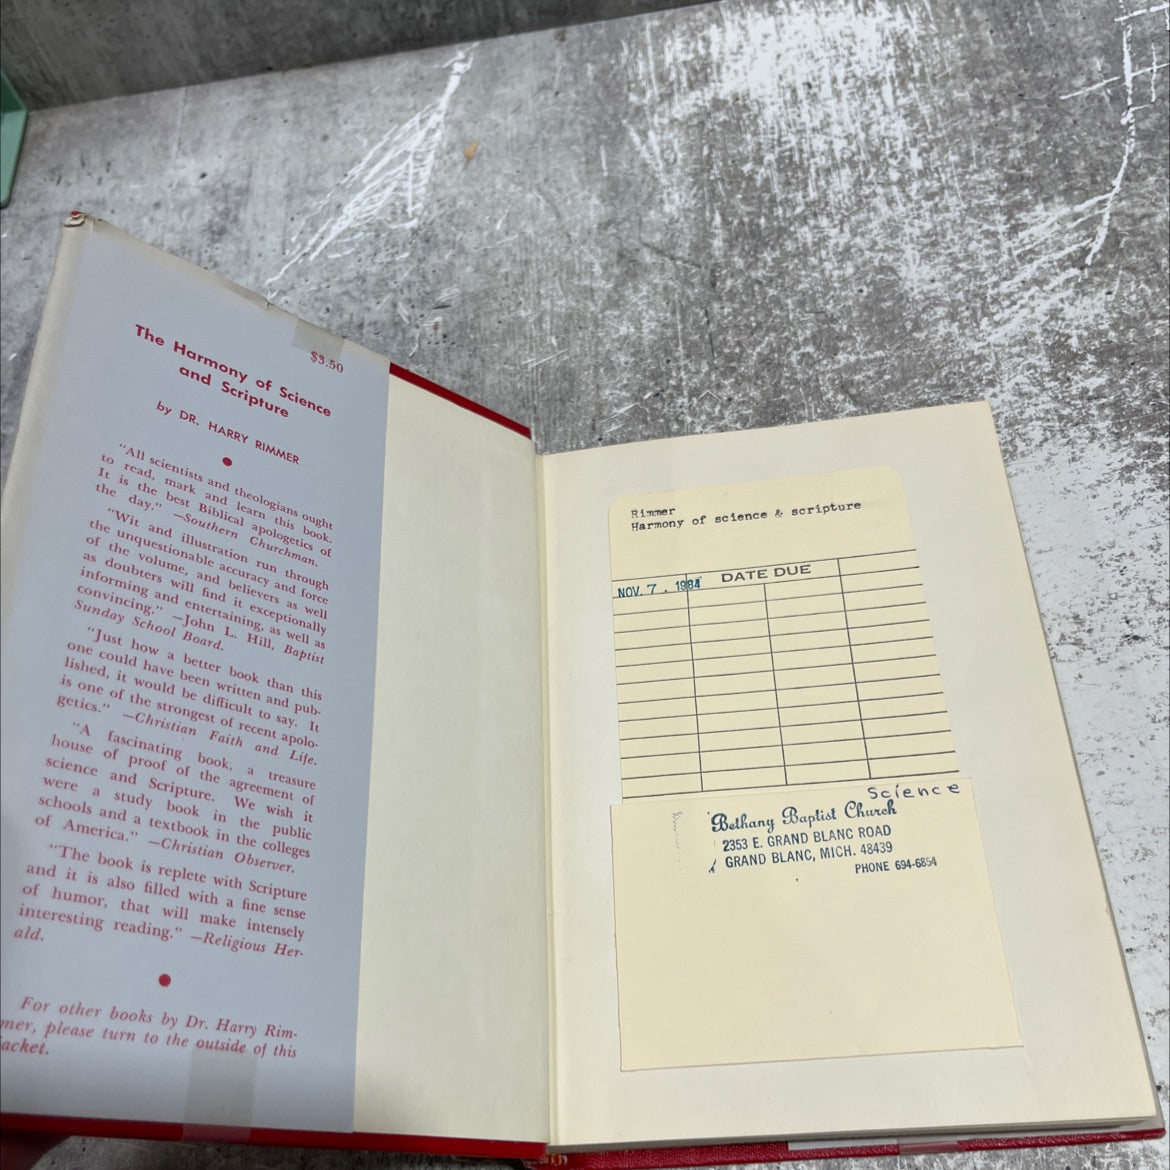 $3.50
The Harmony of Science
and Scripture
by DR. HARRY RIMMER
"All scientists and theologians ought
to read, mark and learn this book.
It is the best Biblical apologetics of
the day." —Southern Churchman.
"Wit and illustration run through
the unquestionable accuracy and force
of the volume, and believers as well
as doubters will find it exceptionally
informing and entertaining, as well as
convincing." —John L. Hill, Baptist
Sunday School Board.
"Just how a better book than this
one could have been written and pub-
lished, it would be difficult to say. It
is one of the strongest of recent apolo-
getics." —Christian Faith and Life.
"A fascinating book, a treasure
house of proof of the agreement of
science and Scripture. We wish it
were a study book in the public
schools and a textbook in the colleges
of America." —Christian Observer.
"The book is replete with Scripture
and it is also filled with a fine sense
of humor, that will make intensely
interesting reading." —Religious Her-
ald.
For other books by Dr. Harry Rim-
mer, please turn to the outside of this
jacket.
Rimmer
Harmony of science & scripture
DATE DUE
NOV. 7. 1984
Science
Bethany Baptist Church
2353 E. GRAND BLANC ROAD
GRAND BLANC, MICH. 48439
PHONE 694-6854